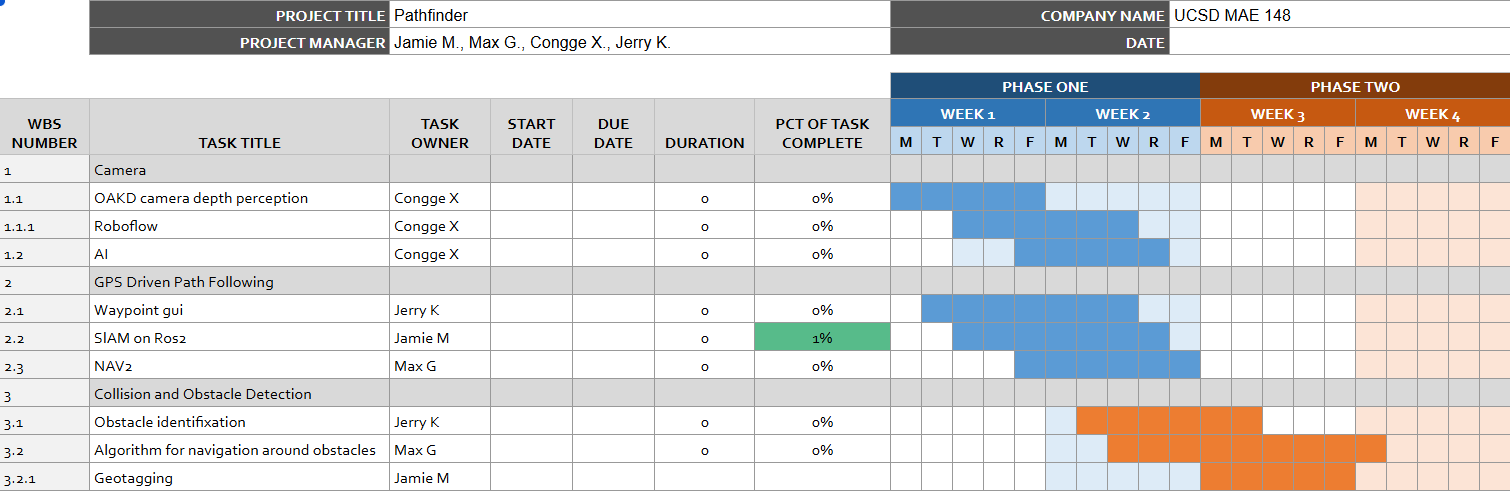 PROJECT TITLE Pathfinder COMPANY NAME UCSD MAE 148
PROJECT MANAGER Jamie M., Max G., Congge X., Jerry K. DATE
PHASE ONE PHASE TWO
WBS NUMBER TASK TITLE TASK OWNER START DATE DUE DATE DURATION PCT OF TASK COMPLETE WEEK 1 WEEK 2 WEEK 3 WEEK 4
M T W R F M T W R F M T W R F M T W R F
1 Camera
1.1 OAKD camera depth perception Congge X 0 0%
1.1.1 Roboflow Congge X 0 0%
1.2 AI Congge X 0 0%
2 GPS Driven Path Following
2.1 Waypoint gui Jerry K 0 0%
2.2 SlAM on Ros2 Jamie M 0 1%
2.3 NAV2 Max G 0 0%
3 Collision and Obstacle Detection
3.1 Obstacle identifixation Jerry K 0 0%
3.2 Algorithm for navigation around obstacles Max G 0 0%
3.2.1 Geotagging Jamie M